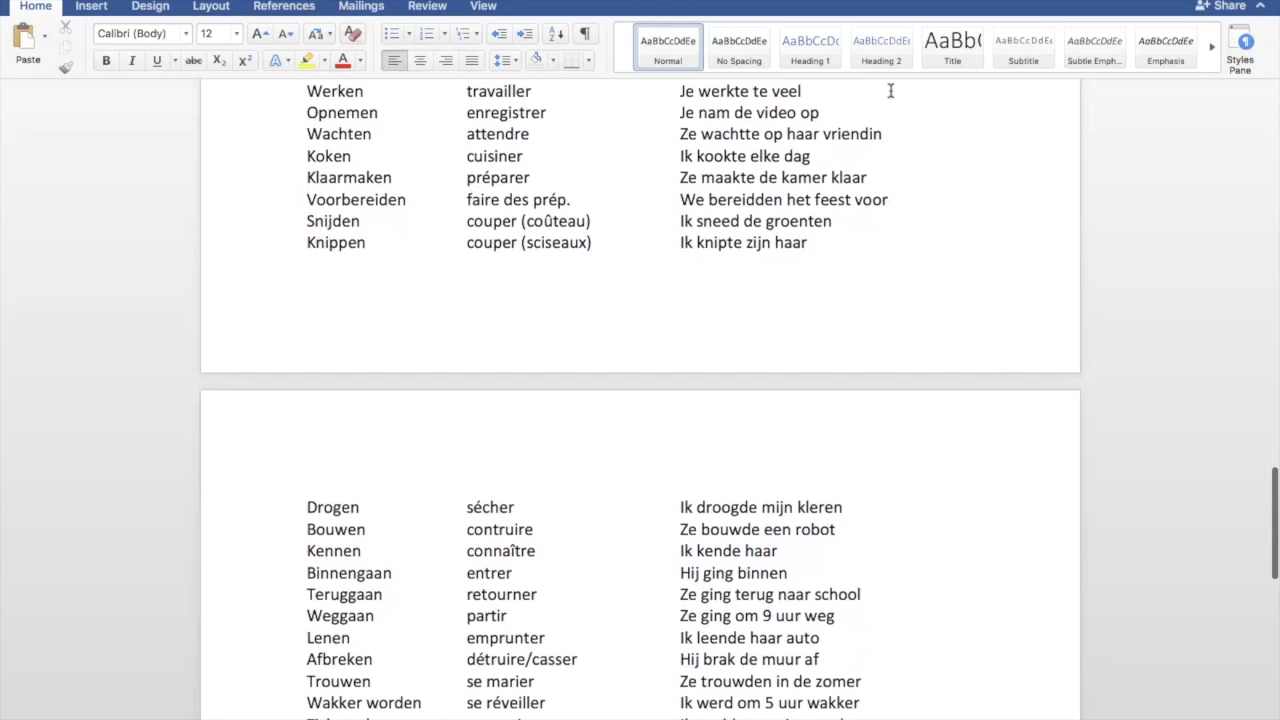 Home Insert Design Layout References Mailings Review View Share
Calibri (Body) 12
AaBbCcDdEe AaBbCcDdEe AaBbCcDc AaBbCcDdEe AaBb( AaBbCcDdEe AaBbCcDdEe AaBbCcDdEe
Paste B I U abc X₂ X² A A Normal No Spacing Heading 1 Heading 2 Title Subtitle Subtle Emph... Emphasis Styles Pane
Werken travailler Je werkte te veel
Opnemen enregistrer Je nam de video op
Wachten attendre Ze wachtte op haar vriendin
Koken cuisiner Ik kookte elke dag
Klaarmaken préparer Ze maakte de kamer klaar
Voorbereiden faire des prép. We bereidden het feest voor
Snijden couper (coûteau) Ik sneed de groenten
Knippen couper (sciseaux) Ik knipte zijn haar
Drogen sécher Ik droogde mijn kleren
Bouwen contruire Ze bouwde een robot
Kennen connaître Ik kende haar
Binnengaan entrer Hij ging binnen
Teruggaan retourner Ze ging terug naar school
Weggaan partir Ze ging om 9 uur weg
Lenen emprunter Ik leende haar auto
Afbreken détruire/casser Hij brak de muur af
Trouwen se marier Ze trouwden in de zomer
Wakker worden se réveiller Ik werd om 5 uur wakker